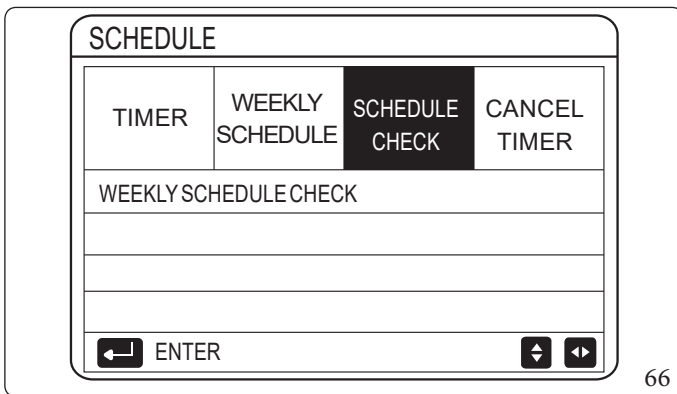 SCHEDULE
TIMER
WEEKLY
SCHEDULE
SCHEDULE
CHECK
CANCEL
TIMER
WEEKLY SCHEDULE CHECK
ENTER
66